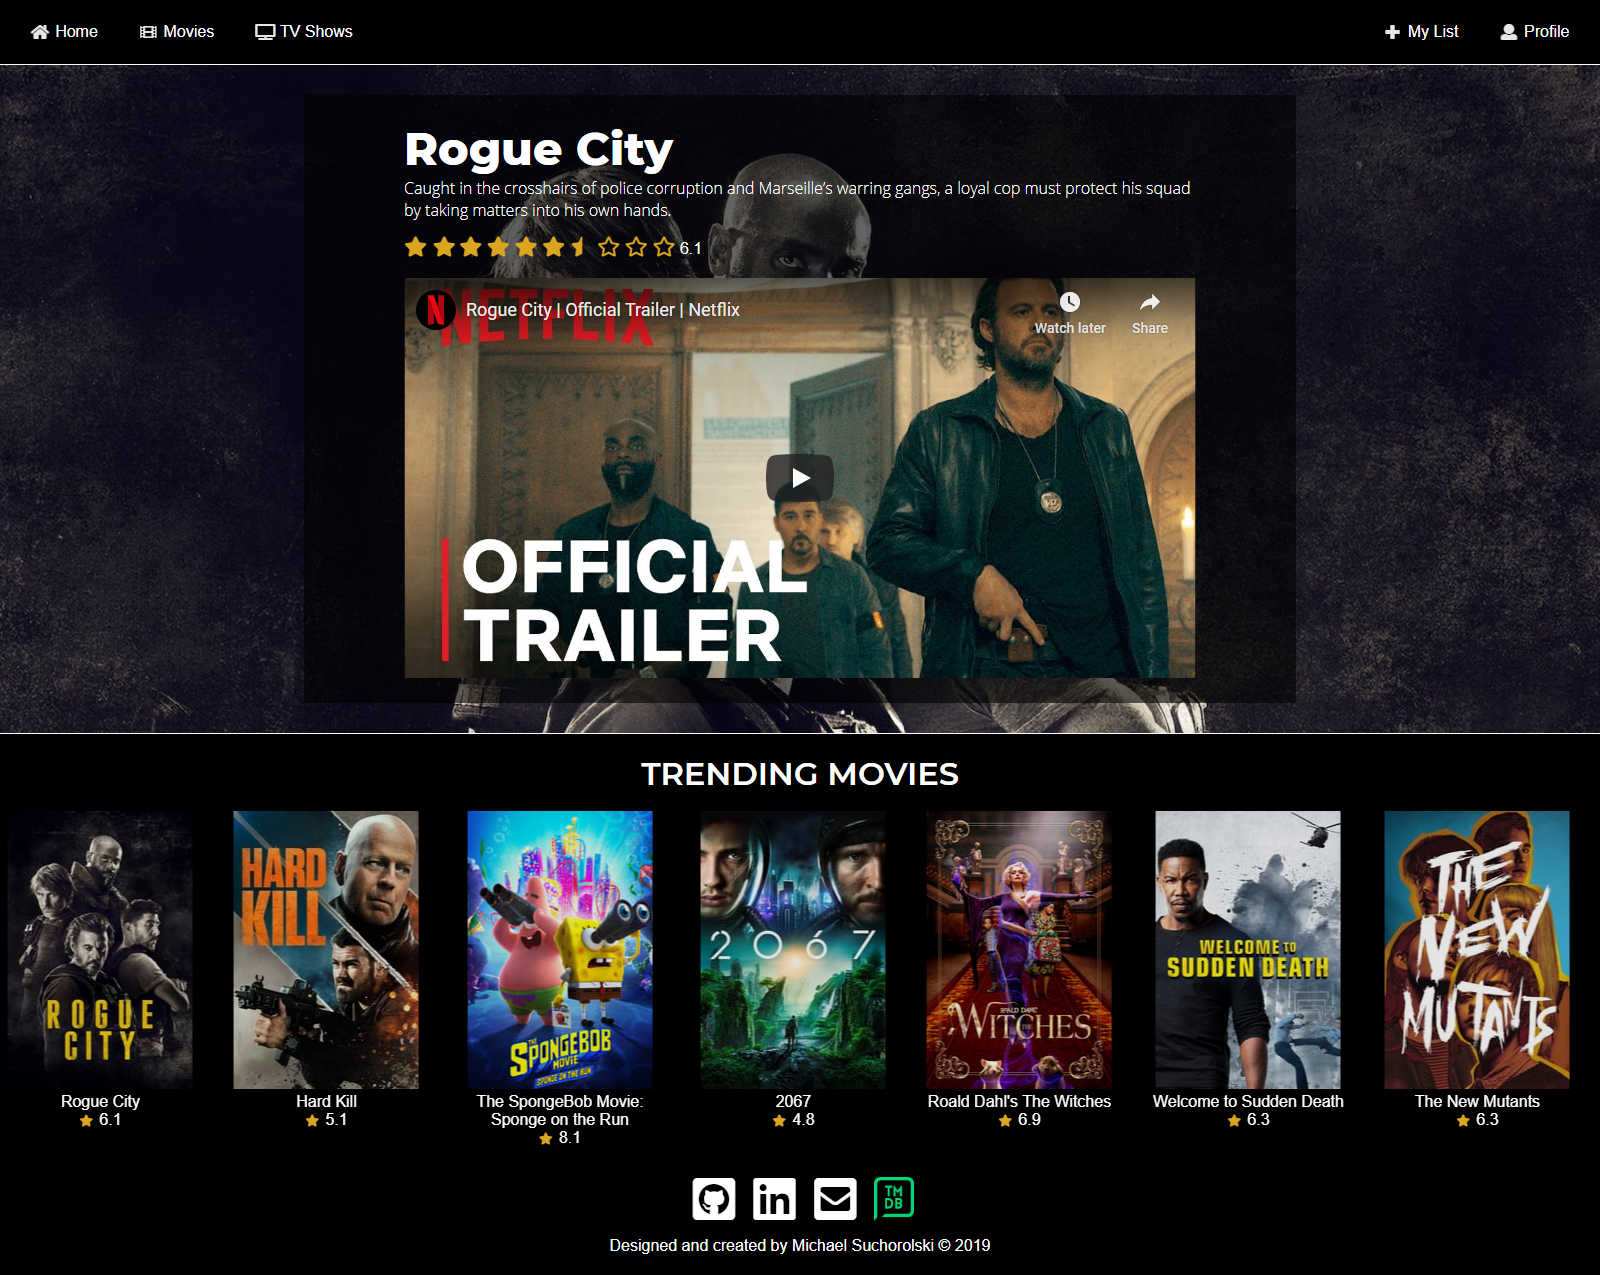 Home
Movies
TV Shows
My List
Profile
Rogue City
Caught in the crosshairs of police corruption and Marseille's warring gangs, a loyal cop must protect his squad
by taking matters into his own hands.
6.1
NETFLIX
Rogue City | Official Trailer | Netflix
Watch later
Share
OFFICIAL
TRAILER
TRENDING MOVIES
ROGUE
CITY
HARD
KILL
THE
SPONGEBOB
MOVIE
SPONGE ON THE RUN
2067
ROALD DAHL'S
THE
WITCHES
WELCOME TO
SUDDEN DEATH
THE
NEW
MUTANTS
Rogue City
6.1
Hard Kill
5.1
The SpongeBob Movie:
Sponge on the Run
8.1
2067
4.8
Roald Dahl's The Witches
6.9
Welcome to Sudden Death
6.3
The New Mutants
6.3
in
TM
DB
Designed and created by Michael Suchorolski © 2019